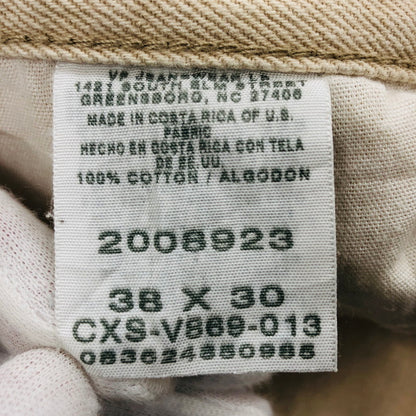 VF JEAN-WEAR LP
1421 SOUTH ELM STREET
GREENSBORO, NC 27406
MADE IN COSTA RICA OF U.S.
FABRIC
HECHO EN COSTA RICA CON TELA
DE EE.UU.
100% COTTON / ALGODON
2008923
38 X 30
CXS-V869-013
083624850985